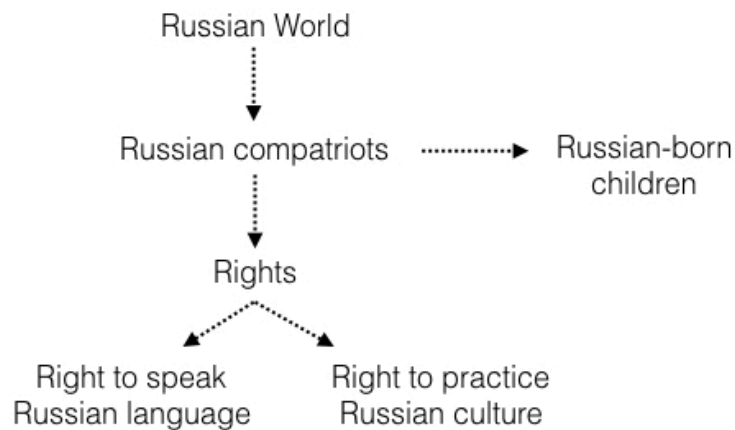 Russian World
Russian compatriots
Russian-born
children
Rights
Right to speak
Russian language
Right to practice
Russian culture